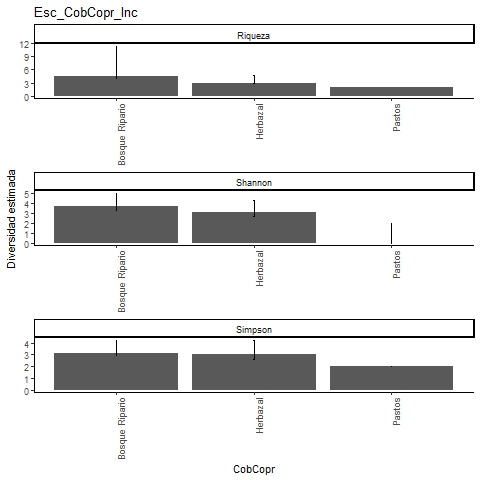 Esc_CobCopr_Inc
Riqueza
12
9
6
3
0
Bosque Ripario
Herbazal
Pastos
Diversidad estimada
Shannon
5
4
3
2
1
0
Bosque Ripario
Herbazal
Pastos
Simpson
4
3
2
1
0
Bosque Ripario
Herbazal
Pastos
CobCopr